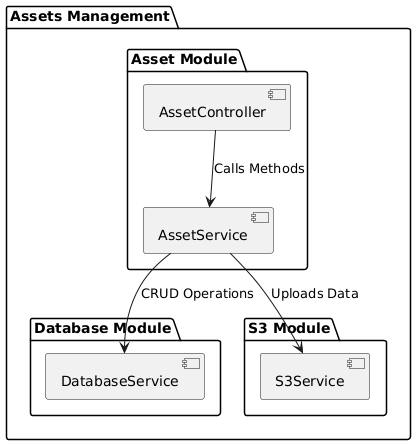 Assets Management
Asset Module
AssetController
Calls Methods
AssetService
CRUD Operations
Uploads Data
Database Module
S3 Module
DatabaseService
S3Service